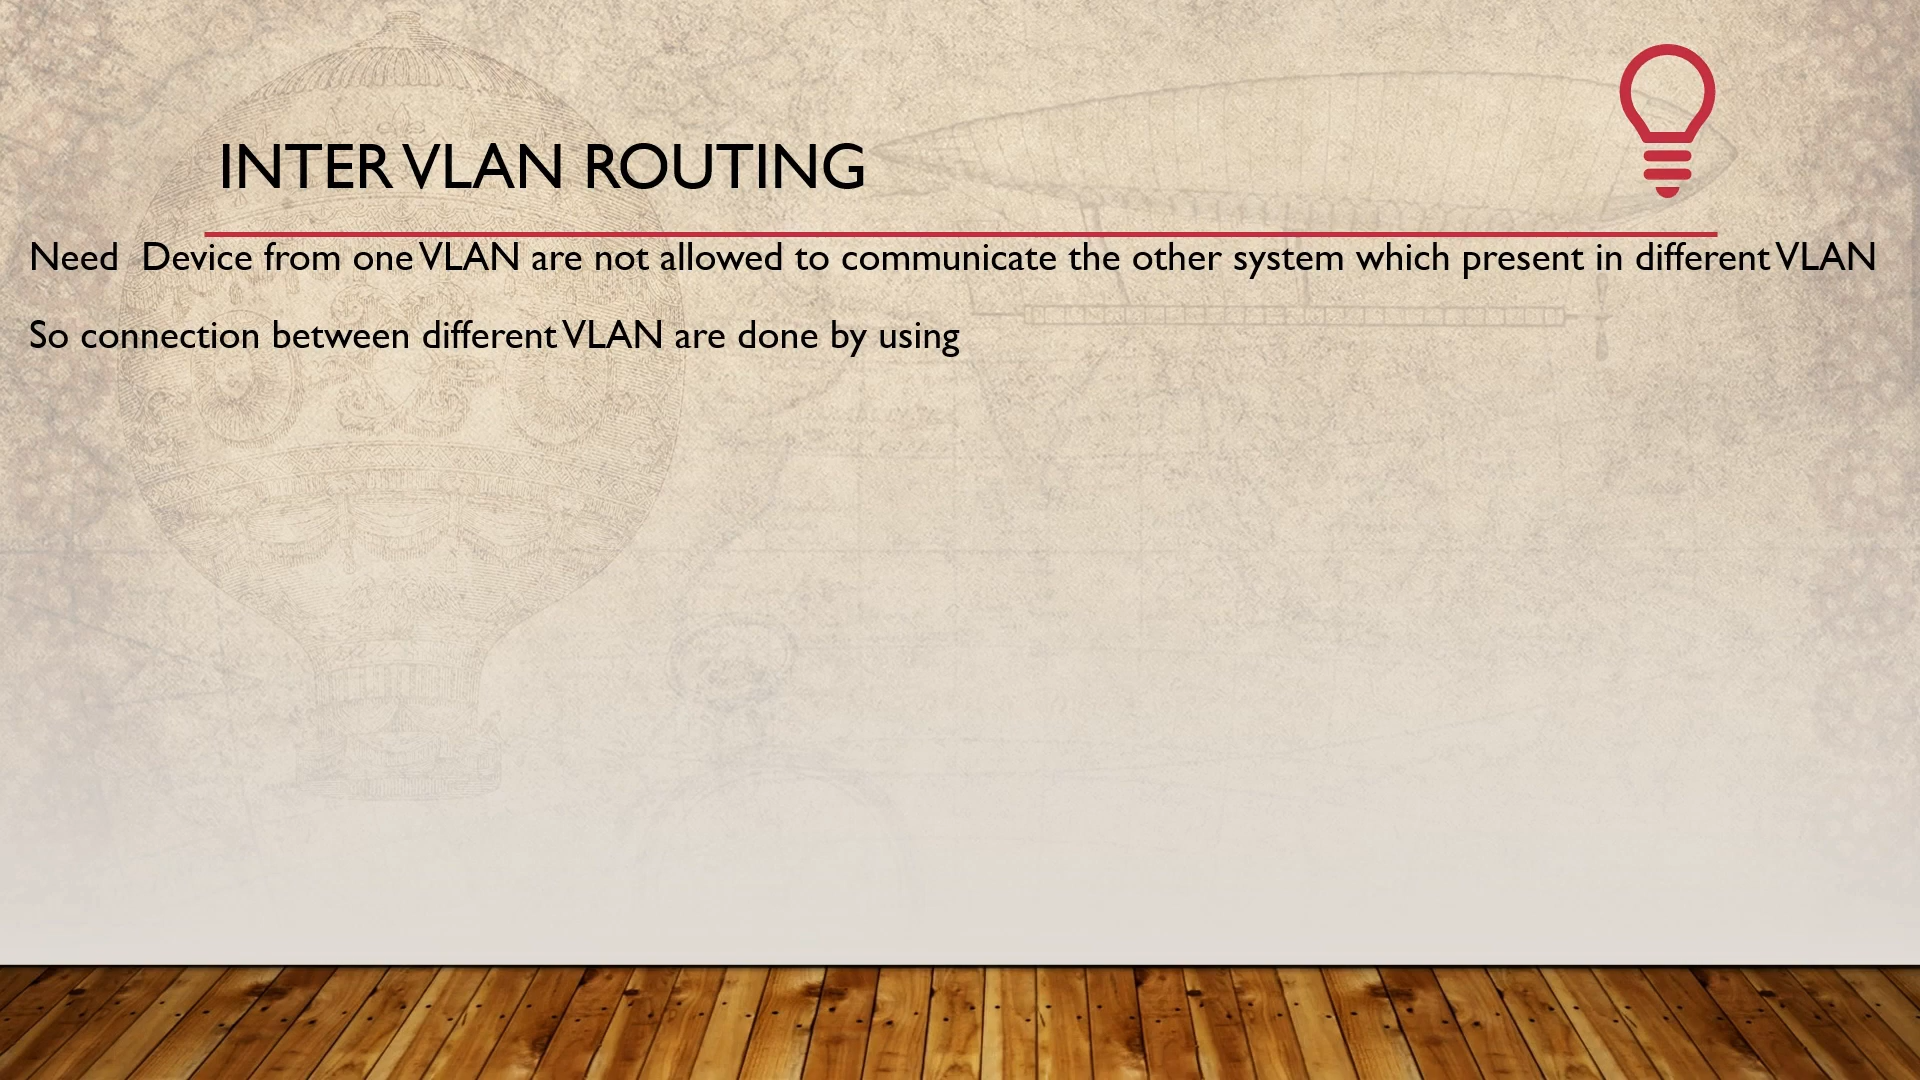 INTER VLAN ROUTING
Need  Device from one VLAN are not allowed to communicate the other system which present in different VLAN
So connection between different VLAN are done by using